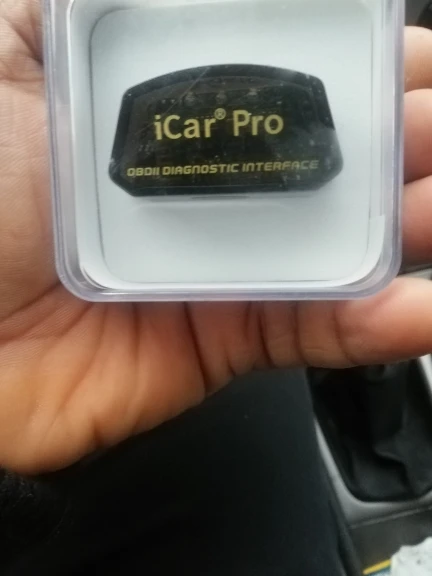 iCar® Pro
OBDII DIAGNOSTIC INTERFACE